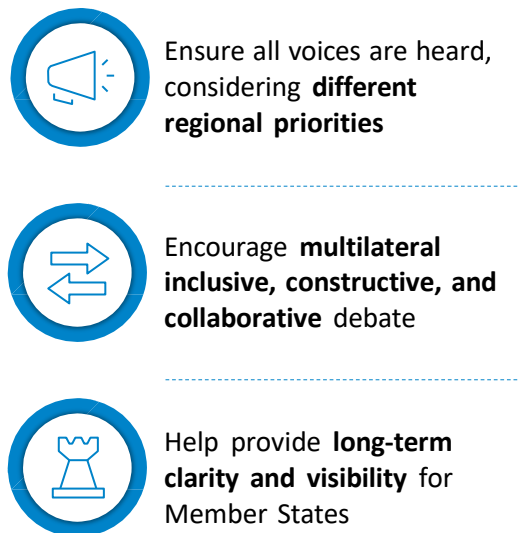 Ensure all voices are heard,
considering different
regional priorities
Encourage multilateral
inclusive, constructive, and
collaborative debate
Help provide long-term
clarity and visibility for
Member States